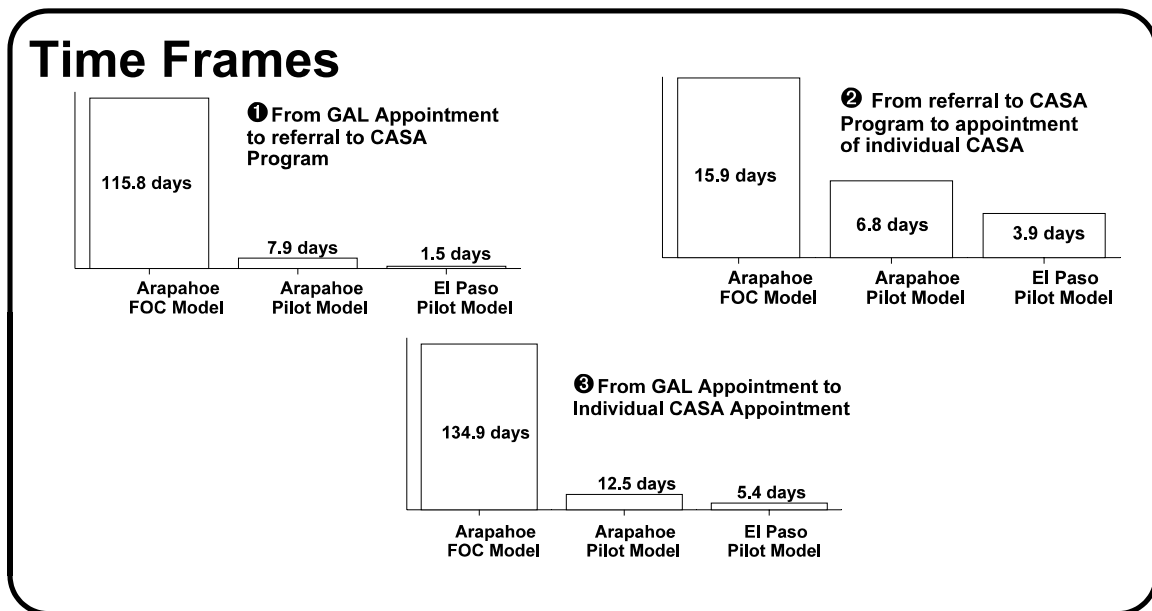 Time Frames
❶ From GAL Appointment
to referral to CASA
Program
115.8 days
7.9 days
1.5 days
Arapahoe
FOC Model
Arapahoe
Pilot Model
El Paso
Pilot Model
❷ From referral to CASA
Program to appointment
of individual CASA
15.9 days
6.8 days
3.9 days
Arapahoe
FOC Model
Arapahoe
Pilot Model
El Paso
Pilot Model
❸ From GAL Appointment to
Individual CASA Appointment
134.9 days
12.5 days
5.4 days
Arapahoe
FOC Model
Arapahoe
Pilot Model
El Paso
Pilot Model